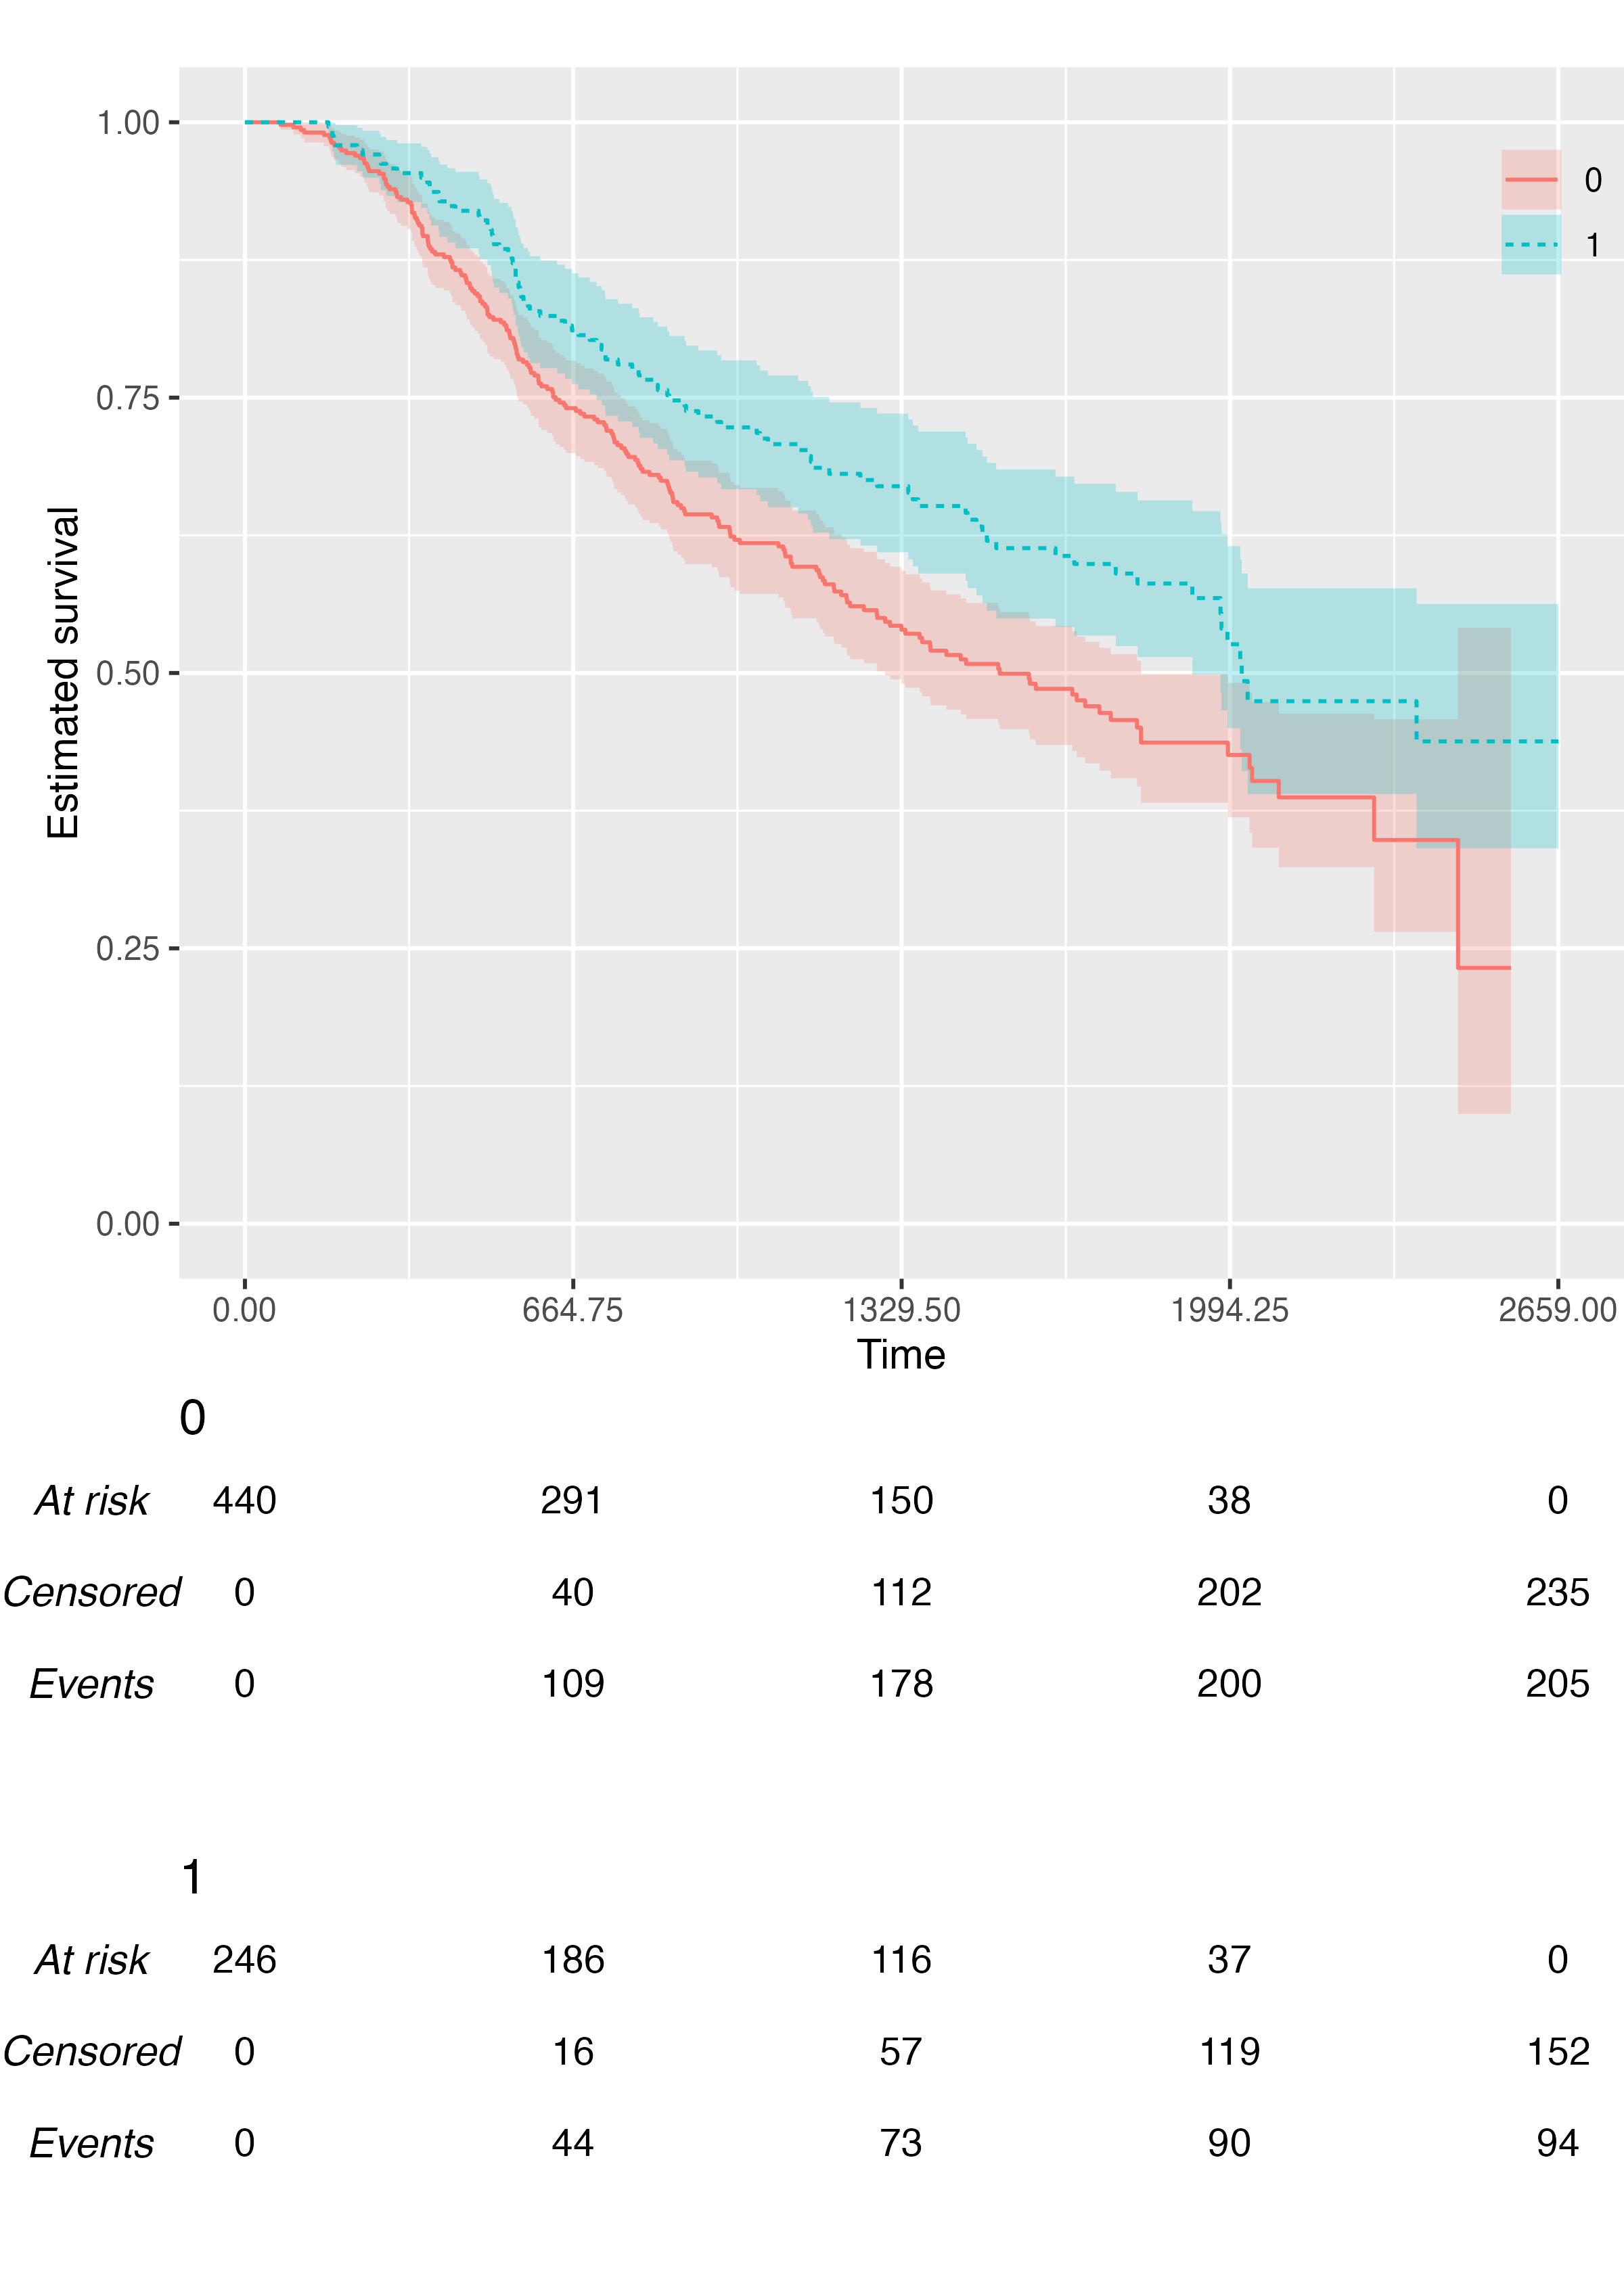 1.00
0.75
0.50
0.25
0.00
Estimated survival
0
1
0.00 664.75 1329.50 1994.25 2659.00
Time
0
At risk 440 291 150 38 0
Censored 0 40 112 202 235
Events 0 109 178 200 205
1
At risk 246 186 116 37 0
Censored 0 16 57 119 152
Events 0 44 73 90 94